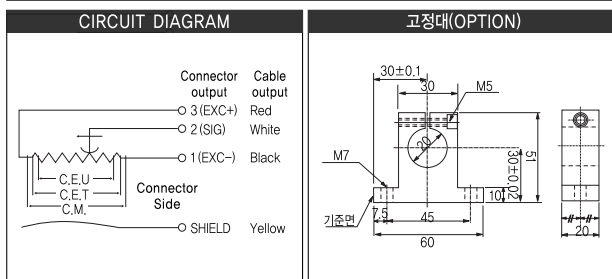 CIRCUIT DIAGRAM
Connector output
Cable output
3(EXC+) Red
2(SIG) White
1(EXC-) Black
C.E.U
C.E.T
C.M.
Connector Side
SHIELD Yellow
고정대(OPTION)
30±0.1
30
M5
20
M7
30±0.02
51
10
기준면
7.5
45
60
20